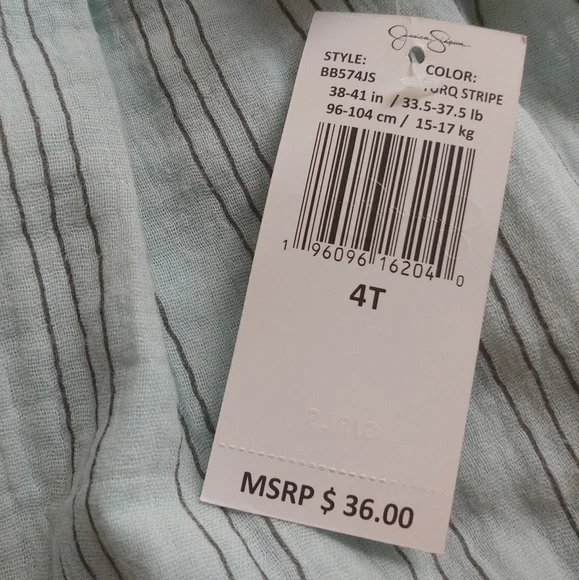 Jessica Simpson
STYLE: COLOR:
BB574JS TURQ STRIPE
38-41 in / 33.5-37.5 lb
96-104 cm / 15-17 kg
1 96096 16204 0
4T
MSRP $ 36.00